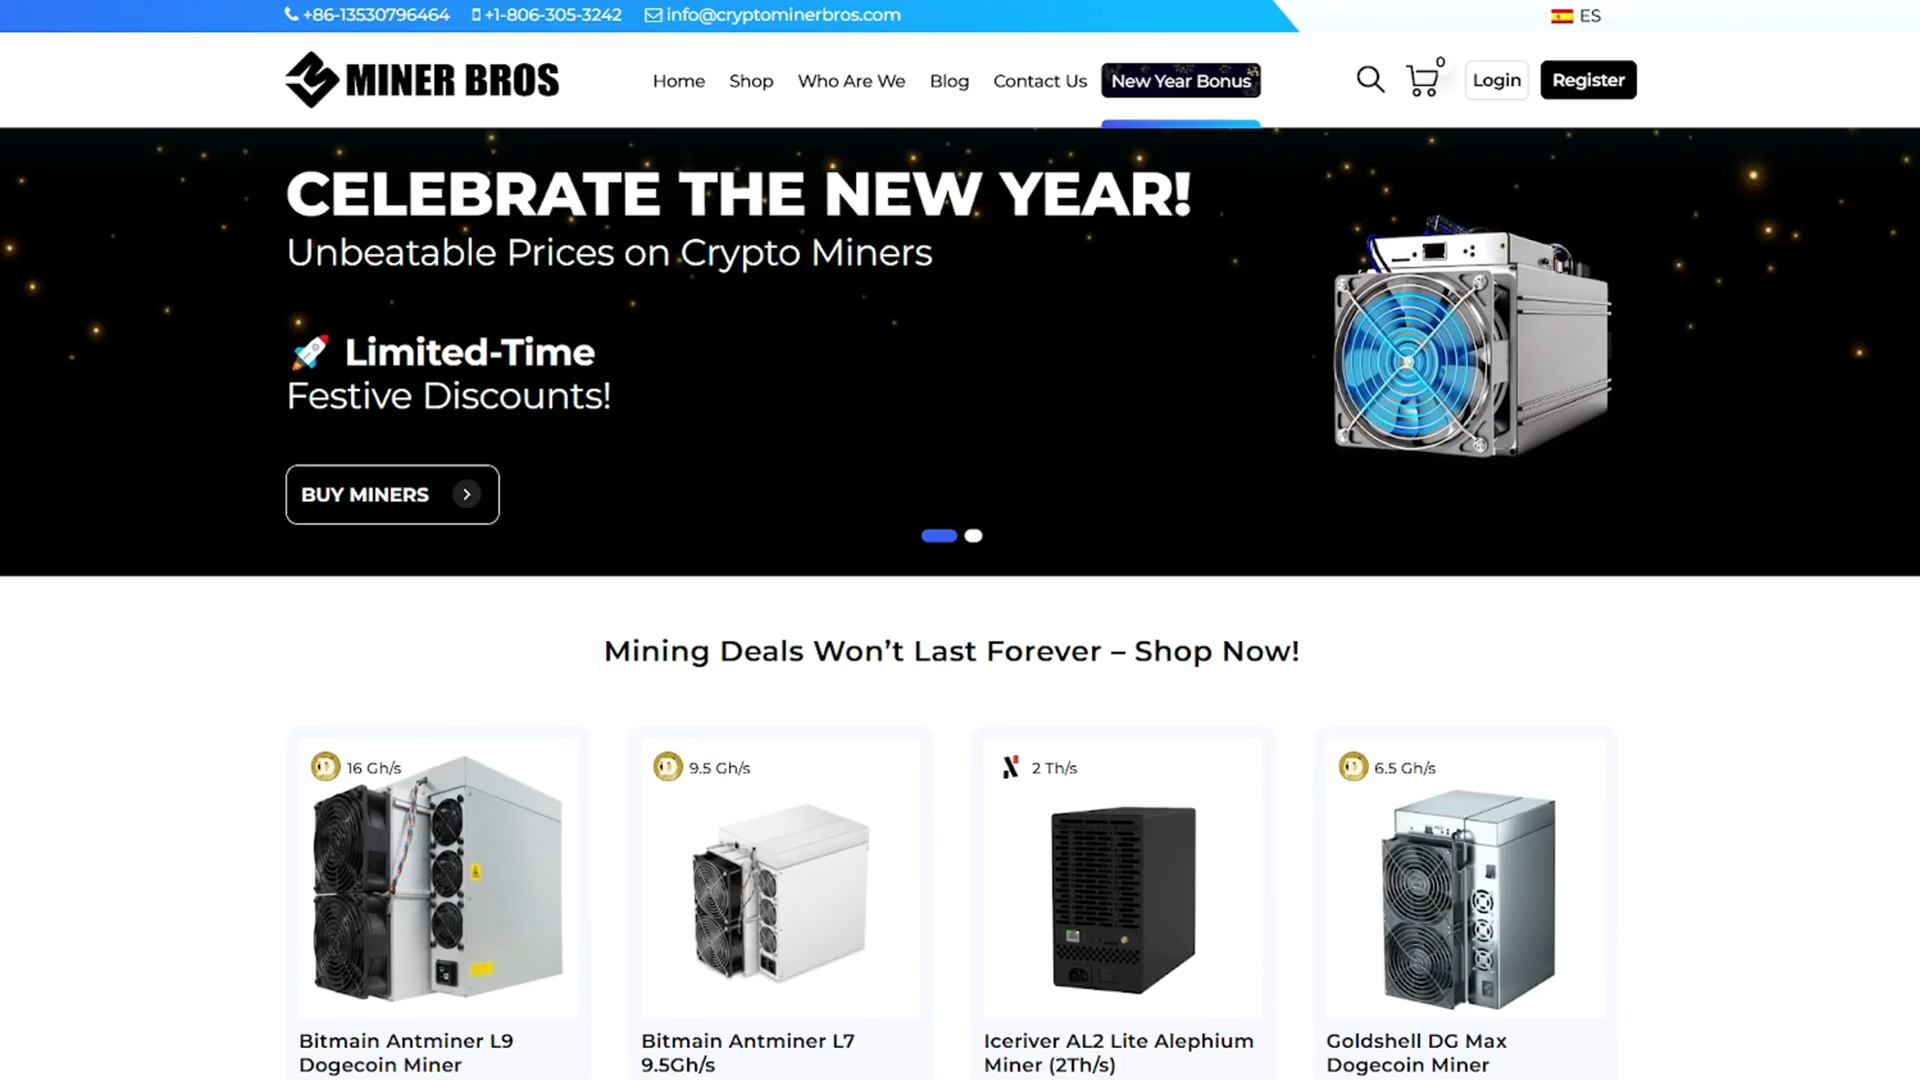 +86-13530796464 +1-806-305-3242 info@cryptominerbros.com ES
MINER BROS Home Shop Who Are We Blog Contact Us New Year Bonus 0 Login Register
CELEBRATE THE NEW YEAR!
Unbeatable Prices on Crypto Miners
🚀 Limited-Time
Festive Discounts!
BUY MINERS
Mining Deals Won’t Last Forever – Shop Now!
16 Gh/s 9.5 Gh/s 2 Th/s 6.5 Gh/s
Bitmain Antminer L9
Dogecoin Miner
Bitmain Antminer L7
9.5Gh/s
Iceriver AL2 Lite Alephium
Miner (2Th/s)
Goldshell DG Max
Dogecoin Miner